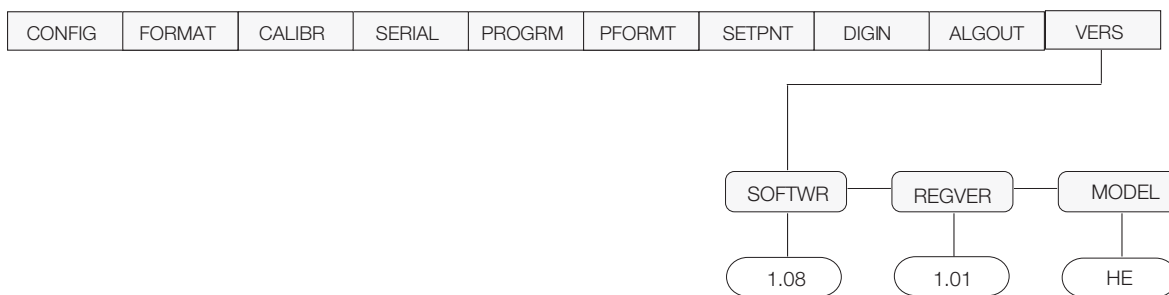 CONFIG FORMAT CALIBR SERIAL PROGRM PFORMT SETPNT DIGIN ALGOUT VERS
SOFTWR REGVER MODEL
1.08 1.01 HE